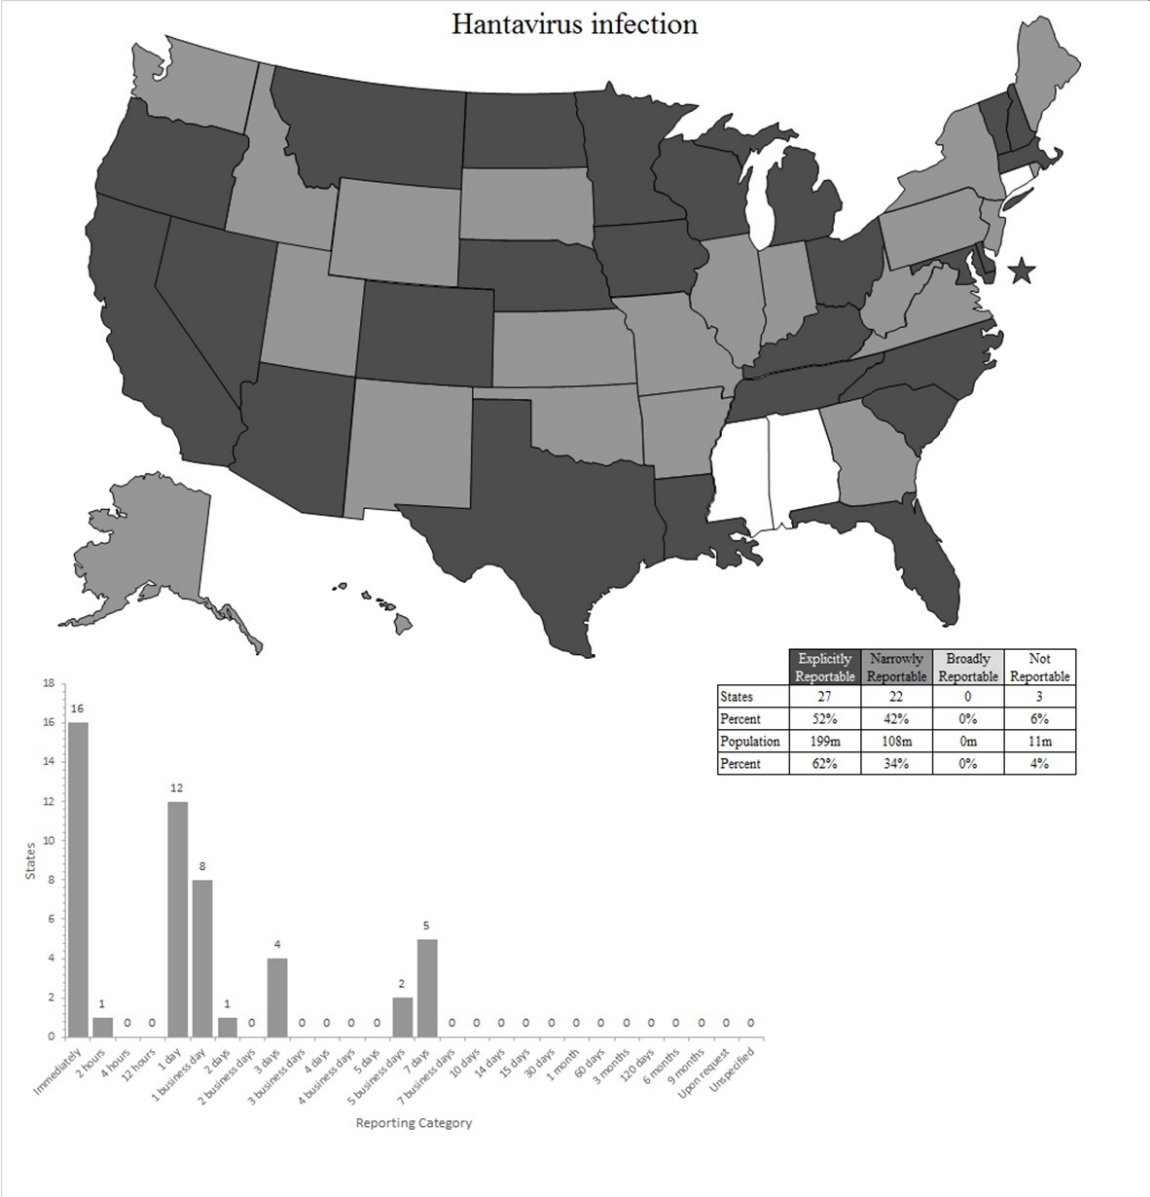 Hantavirus infection
Explicitly Reportable Narrowly Reportable Broadly Reportable Not Reportable
States 27 22 0 3
Percent 52% 42% 0% 6%
Population 199m 108m 0m 11m
Percent 62% 34% 0% 4%
18
16
14
12
10
8
6
4
2
0
States
16 1 0 0 12 8 1 0 4 0 0 0 0 2 5 0 0 0 0 0 0 0 0 0 0 0 0 0
Immediately
2 hours
4 hours
12 hours
1 day
1 business day
2 days
2 business days
3 days
3 business days
4 days
4 business days
5 days
5 business days
7 days
7 business days
10 days
14 days
15 days
30 days
1 month
60 days
3 months
120 days
6 months
9 months
Upon request
Unspecified
Reporting Category